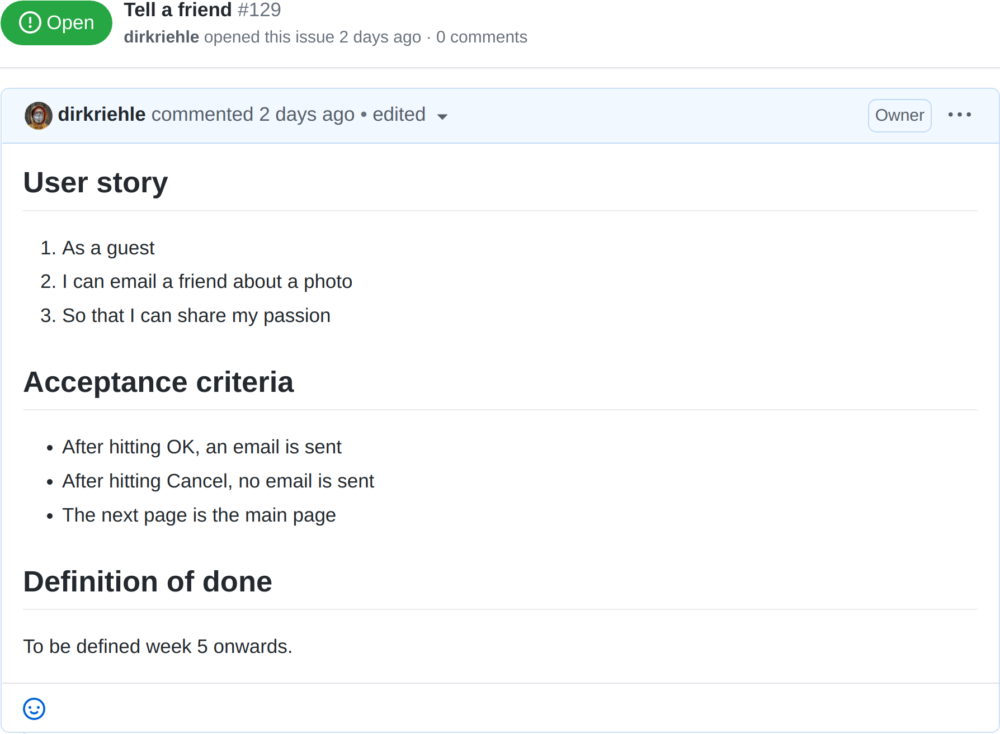 Open
Tell a friend #129
dirkriehle opened this issue 2 days ago · 0 comments
dirkriehle commented 2 days ago • edited
Owner
User story
1. As a guest
2. I can email a friend about a photo
3. So that I can share my passion
Acceptance criteria
• After hitting OK, an email is sent
• After hitting Cancel, no email is sent
• The next page is the main page
Definition of done
To be defined week 5 onwards.